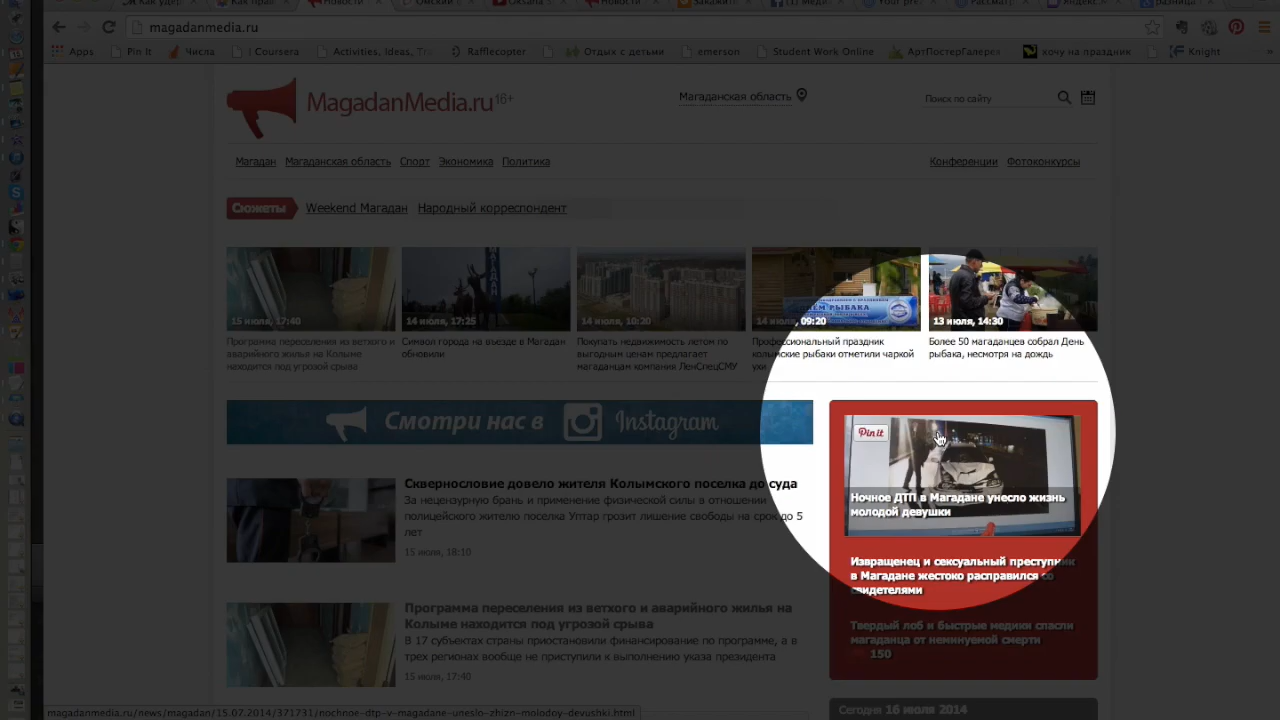 Новости
Закажит
magadanmedia.ru
Apps
Pin It
Числа
I Coursera
Activities, Ideas, Tr
Rafflecopter
Отдых с детьми
emerson
Student Work Online
АртПостерГалерея
хочу на праздник
Knight
MagadanMedia.ru 16+
Магаданская область
Поиск по сайту
Магадан Магаданская область Спорт Экономика Политика
Конференции Фотоконкурсы
Сюжеты Weekend Магадан Народный корреспондент
15 июля, 17:40
Программа переселения из ветхого и
аварийного жилья на Колыме
находится под угрозой срыва
МАГАДАН
14 июля, 17:25
Символ города на въезде в Магадан
обновили
14 июля, 10:20
Покупать недвижимость летом по
выгодным ценам предлагает
магаданцам компания ЛенСпецСМУ
РЫБАКА
14 июля, 09:20
Профессиональный праздник
колымские рыбаки отметили чаркой
ухи
13 июля, 14:30
Более 50 магаданцев собрал День
рыбака, несмотря на дождь
Смотри нас в Instagram
Сквернословие довело жителя Колымского поселка до суда
За нецензурную брань и применение физической силы в отношении
полицейского жителю поселка Уптар грозит лишение свободы на срок до 5
лет
15 июля, 18:10
Программа переселения из ветхого и аварийного жилья на
Колыме находится под угрозой срыва
В 17 субъектах страны приостановили финансирование по программе, а в
трех регионах вообще не приступили к выполнению указа президента
15 июля, 17:40
Pin it
Ночное ДТП в Магадане унесло жизнь
молодой девушки
Извращенец и сексуальный преступник
в Магадане жестоко расправился со
свидетелями
Твердый лоб и быстрые медики спасли
магаданца от неминуемой смерти
150
Сегодня 16 июля 2014
magadanmedia.ru/news/magadan/15.07.2014/371731/nochnoe-dtp-v-magadane-uneslo-zhizn-molodoy-devushki.html